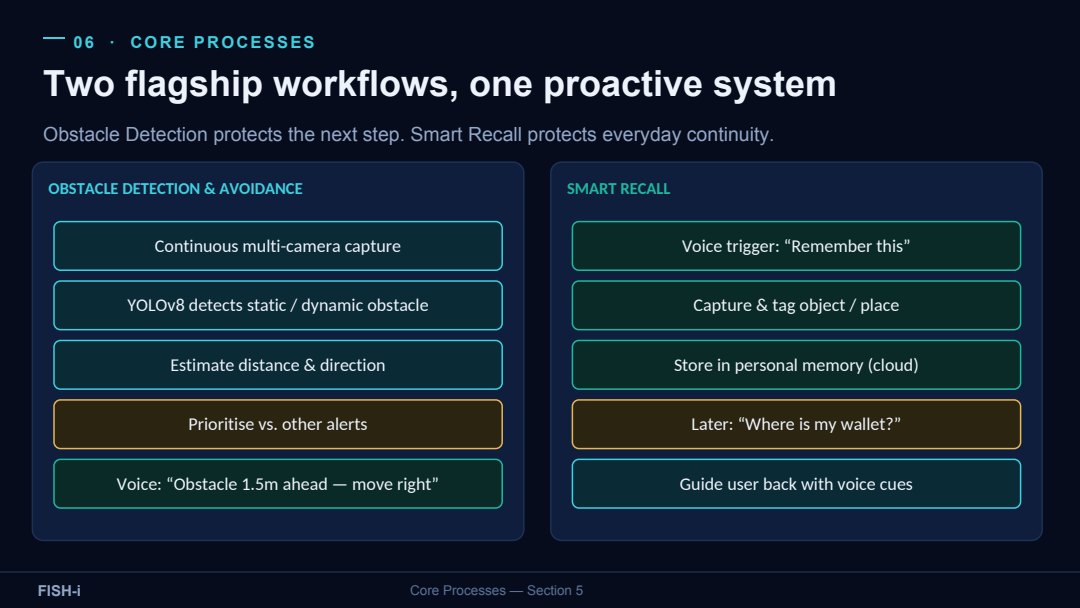 06 · CORE PROCESSES
Two flagship workflows, one proactive system
Obstacle Detection protects the next step. Smart Recall protects everyday continuity.
OBSTACLE DETECTION & AVOIDANCE
Continuous multi-camera capture
YOLOv8 detects static / dynamic obstacle
Estimate distance & direction
Prioritise vs. other alerts
Voice: “Obstacle 1.5m ahead — move right”
SMART RECALL
Voice trigger: “Remember this”
Capture & tag object / place
Store in personal memory (cloud)
Later: “Where is my wallet?”
Guide user back with voice cues
FISH-i
Core Processes — Section 5